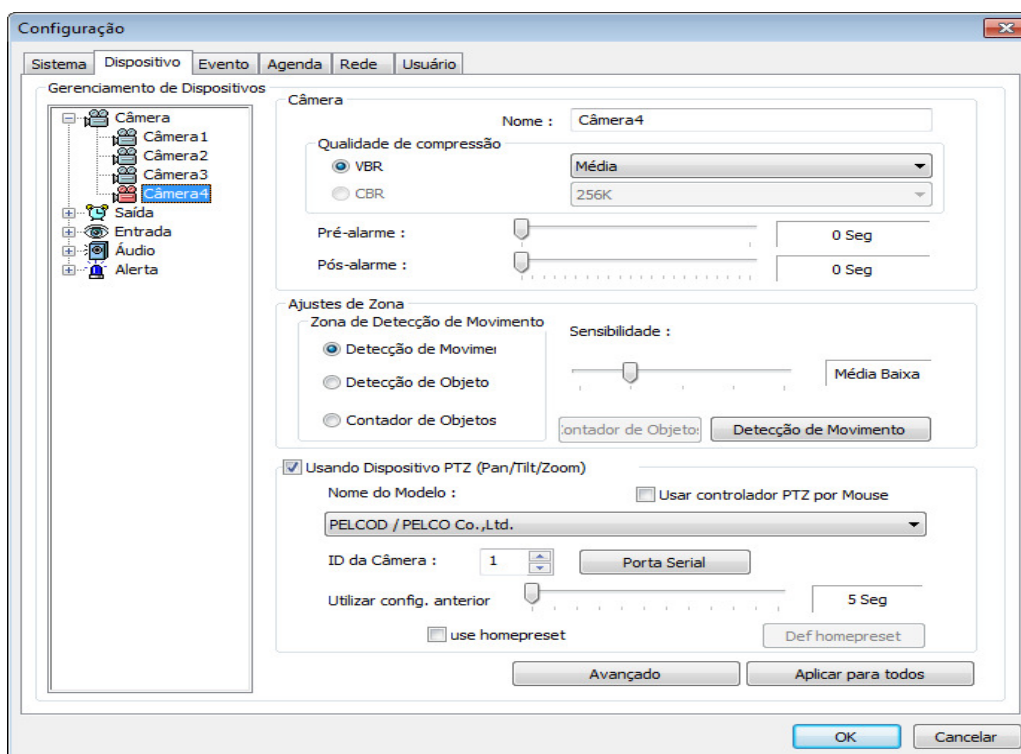 Configuração
Sistema Dispositivo Evento Agenda Rede Usuário
Gerenciamento de Dispositivos
Câmera
Câmera1
Câmera2
Câmera3
Câmera4
Saída
Entrada
Áudio
Alerta
Câmera
Nome : Câmera4
Qualidade de compressão
VBR Média
CBR 256K
Pré-alarme : 0 Seg
Pós-alarme : 0 Seg
Ajustes de Zona
Zona de Detecção de Movimento
Sensibilidade :
Detecção de Movimer
Média Baixa
Detecção de Objeto
Contador de Objetos
Contador de Objetos Detecção de Movimento
Usando Dispositivo PTZ (Pan/Tilt/Zoom)
Nome do Modelo : Usar controlador PTZ por Mouse
PELCOD / PELCO Co.,Ltd.
ID da Câmera : 1 Porta Serial
Utilizar config. anterior 5 Seg
use homepreset Def homepreset
Avançado Aplicar para todos
OK Cancelar